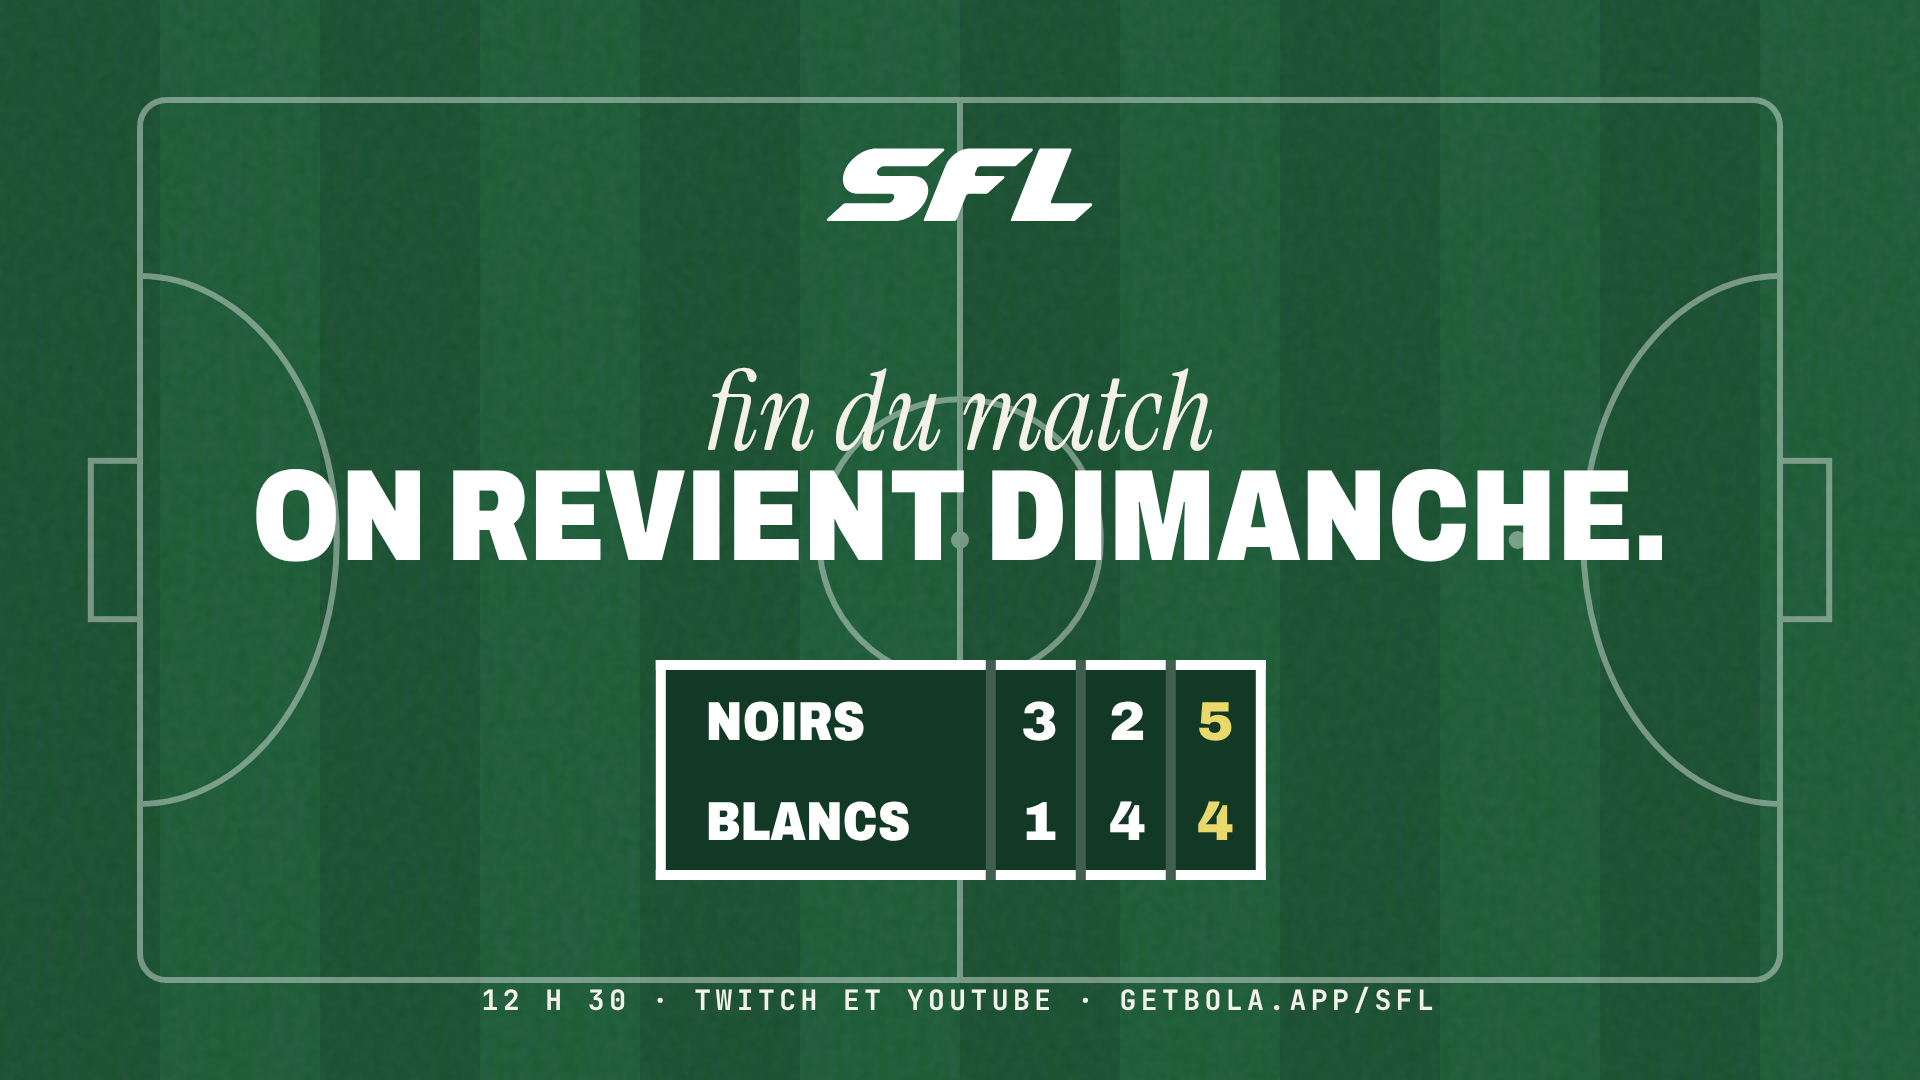 SFL
fin du match
ON REVIENT DIMANCHE.
NOIRS 3 2 5
BLANCS 1 4 4
12 H 30 · TWITCH ET YOUTUBE · GETBOLA.APP/SFL